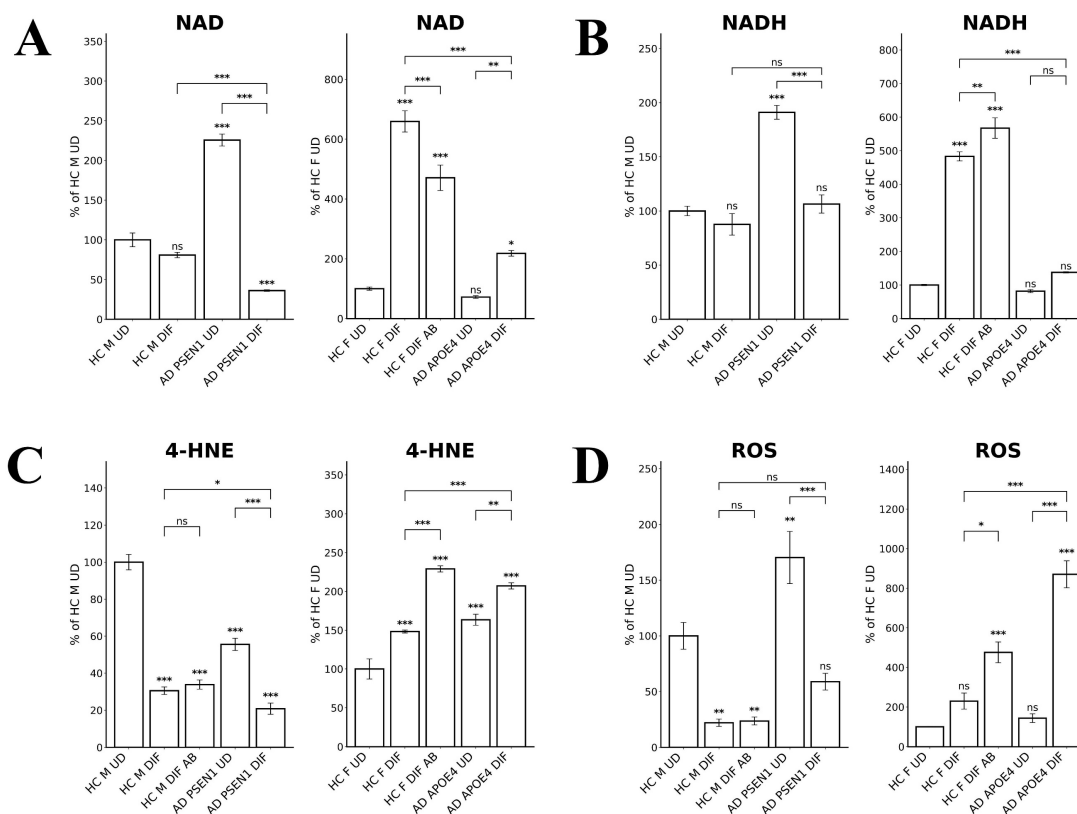 A
NAD
% of HC M UD
350
300
250
200
150
100
50
0
***
***
ns
***
***
HC M UD
HC M DIF
AD PSEN1 UD
AD PSEN1 DIF
NAD
% of HC F UD
800
600
400
200
0
***
**
***
***
***
ns
*
HC F UD
HC F DIF
HC F DIF AB
AD APOE4 UD
AD APOE4 DIF
B
NADH
% of HC M UD
250
200
150
100
50
0
ns
***
ns
***
ns
HC M UD
HC M DIF
AD PSEN1 UD
AD PSEN1 DIF
NADH
% of HC F UD
800
700
600
500
400
300
200
100
0
***
ns
**
***
***
ns
ns
HC F UD
HC F DIF
HC F DIF AB
AD APOE4 UD
AD APOE4 DIF
C
4-HNE
% of HC M UD
140
120
100
80
60
40
20
0
*
***
ns
***
***
***
***
HC M UD
HC M DIF
HC M DIF AB
AD PSEN1 UD
AD PSEN1 DIF
4-HNE
% of HC F UD
350
300
250
200
150
100
50
0
***
**
***
***
***
***
***
HC F UD
HC F DIF
HC F DIF AB
AD APOE4 UD
AD APOE4 DIF
D
ROS
% of HC M UD
250
200
150
100
50
0
ns
***
ns
**
**
**
ns
HC M UD
HC M DIF
HC M DIF AB
AD PSEN1 UD
AD PSEN1 DIF
ROS
% of HC F UD
1400
1200
1000
800
600
400
200
0
***
***
*
ns
***
ns
***
HC F UD
HC F DIF
HC F DIF AB
AD APOE4 UD
AD APOE4 DIF